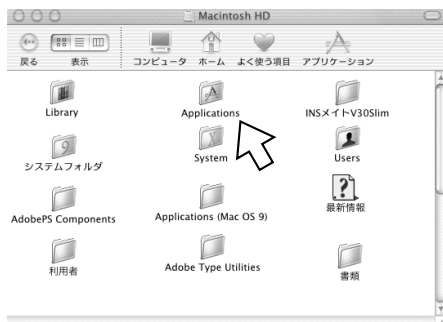 Macintosh HD
戻る 表示 コンピュータ ホーム よく使う項目 アプリケーション
Library Applications INSメイトV30Slim
システムフォルダ System Users
AdobePS Components Applications (Mac OS 9) 最新情報
利用者 Adobe Type Utilities 書類